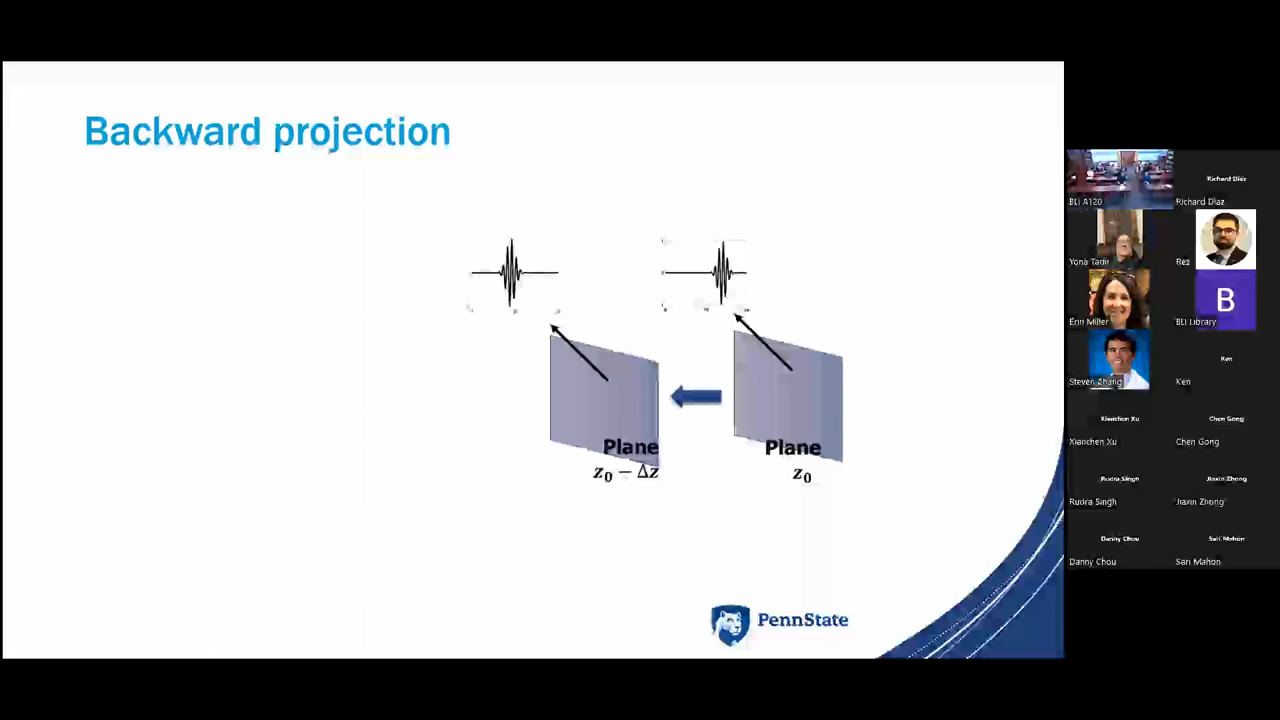 Backward projection
Plane
z₀ − Δz
Plane
z₀
PennState
BLI A120
Richard Diaz
Richard Diaz
Yona Tadir
Rez
Erin Miller
B
BLI Library
Steven Chang
Ken
Ken
Xianchen Xu
Xianchen Xu
Chen Gong
Chen Gong
Rudra Singh
Rudra Singh
Jiaxin Zhong
Jiaxin Zhong
Danny Chou
Danny Chou
Sari Mahon
Sari Mahon